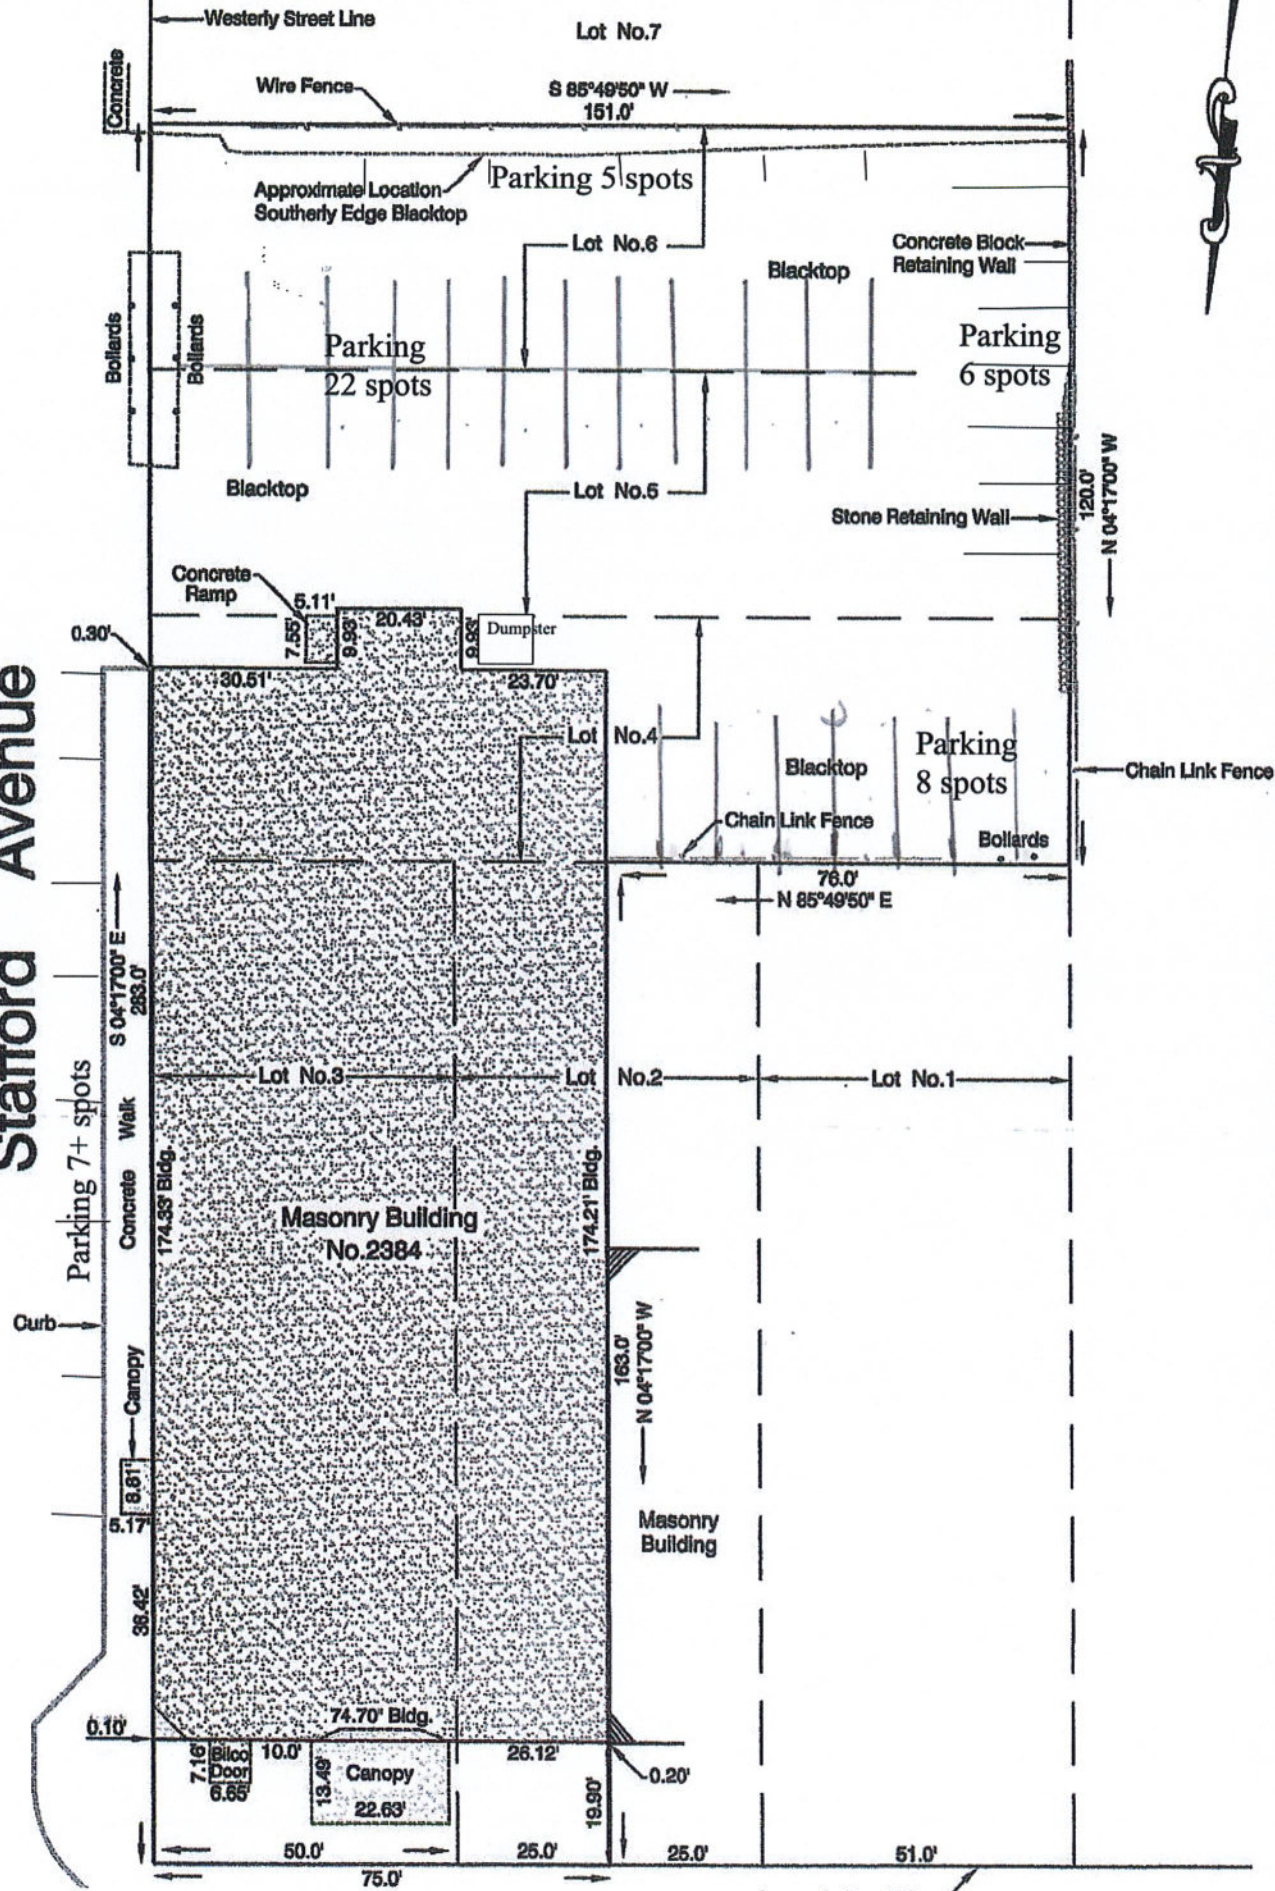 Westerly Street Line
Lot No.7
Concrete
Wire Fence
S 85°49'50" W
151.0'
Approximate Location
Southerly Edge Blacktop
Parking 5 spots
Lot No.6
Concrete Block
Retaining Wall
Blacktop
Bollards
Bollards
Parking
22 spots
Parking
6 spots
Blacktop
Lot No.5
Stone Retaining Wall
120.0'
N 04°17'00" W
Concrete
Ramp
5.11'
7.55'
9.93'
20.43'
9.93'
Dumpster
0.30'
30.51'
23.70'
Stafford Avenue
Lot No.4
Parking
8 spots
Blacktop
Chain Link Fence
Chain Link Fence
Bollards
76.0'
N 85°49'50" E
S 04°17'00" E
283.0'
Lot No.3
Lot No.2
Lot No.1
Parking 7+ spots
Concrete Walk
174.33' Bldg.
174.21' Bldg.
Masonry Building
No.2384
Curb
Canopy
8.81'
5.17'
36.42'
163.0'
N 04°17'00" W
Masonry
Building
0.10'
74.70' Bldg.
7.16'
Bilco
Door
6.65'
10.0'
13.49'
Canopy
22.63'
26.12'
0.20'
19.90'
50.0'
25.0'
25.0'
51.0'
75.0'